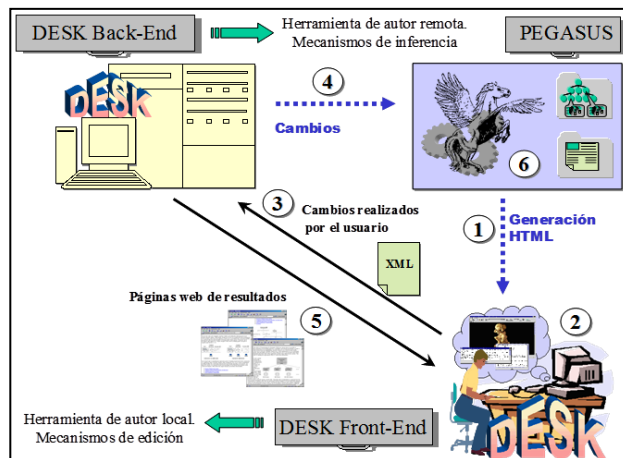 DESK Back-End
Herramienta de autor remota.
Mecanismos de inferencia
PEGASUS
DESK
4
Cambios
6
3
Cambios realizados
por el usuario
XML
1
Generación
HTML
Páginas web de resultados
5
2
Herramienta de autor local.
Mecanismos de edición
DESK Front-End
DESK